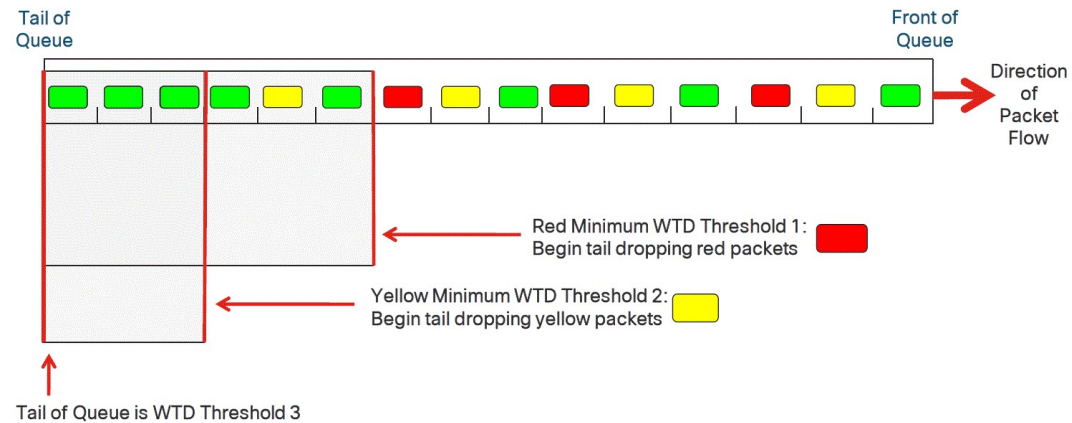 Tail of
Queue
Front of
Queue
Direction
of
Packet
Flow
Red Minimum WTD Threshold 1:
Begin tail dropping red packets
Yellow Minimum WTD Threshold 2:
Begin tail dropping yellow packets
Tail of Queue is WTD Threshold 3